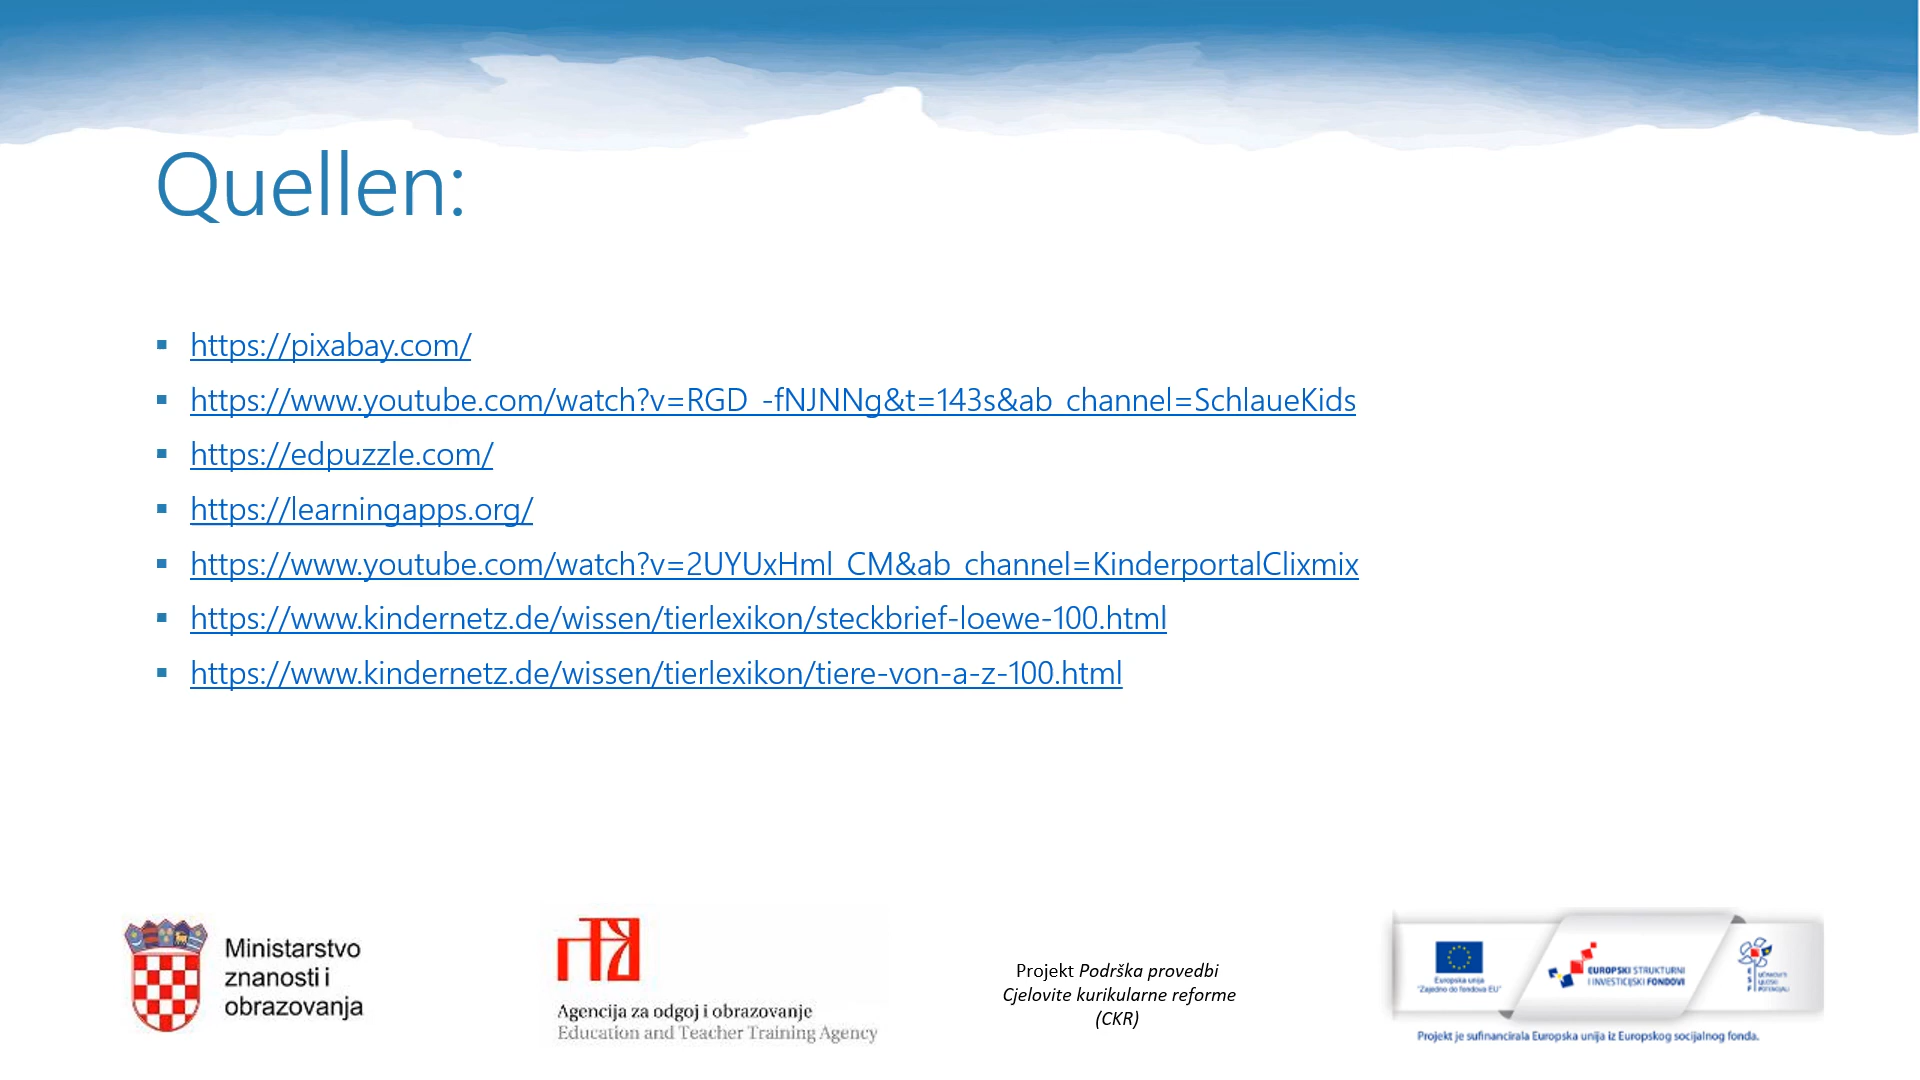 Quellen:
https://pixabay.com/
https://www.youtube.com/watch?v=RGD_-fNJNNg&t=143s&ab_channel=SchlaueKids
https://edpuzzle.com/
https://learningapps.org/
https://www.youtube.com/watch?v=2UYUxHml_CM&ab_channel=KinderportalClixmix
https://www.kindernetz.de/wissen/tierlexikon/steckbrief-loewe-100.html
https://www.kindernetz.de/wissen/tierlexikon/tiere-von-a-z-100.html
Ministarstvo
znanosti i
obrazovanja
Agencija za odgoj i obrazovanje
Education and Teacher Training Agency
Projekt Podrška provedbi
Cjelovite kurikularne reforme
(CKR)
Europska unija
"Zajedno do fondova EU"
EUROPSKI STRUKTURNI
I INVESTICIJSKI FONDOVI
ESF
UČINKOVITI
LJUDSKI
POTENCIJALI
Projekt je sufinancirala Europska unija iz Europskog socijalnog fonda.